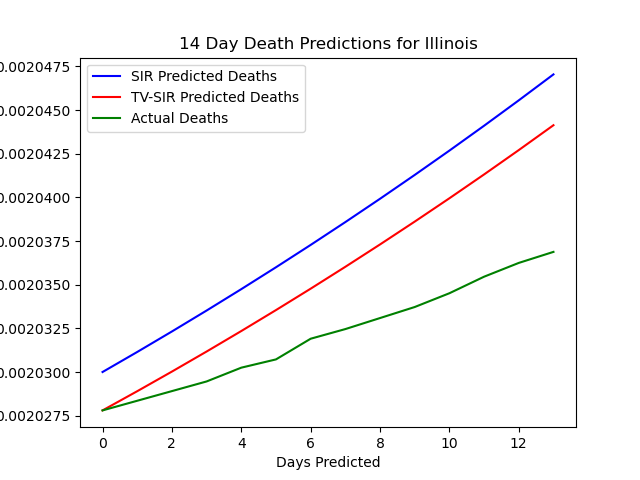 14 Day Death Predictions for Illinois
SIR Predicted Deaths
TV-SIR Predicted Deaths
Actual Deaths
0.0020475
0.0020450
0.0020425
0.0020400
0.0020375
0.0020350
0.0020325
0.0020300
0.0020275
0 2 4 6 8 10 12
Days Predicted